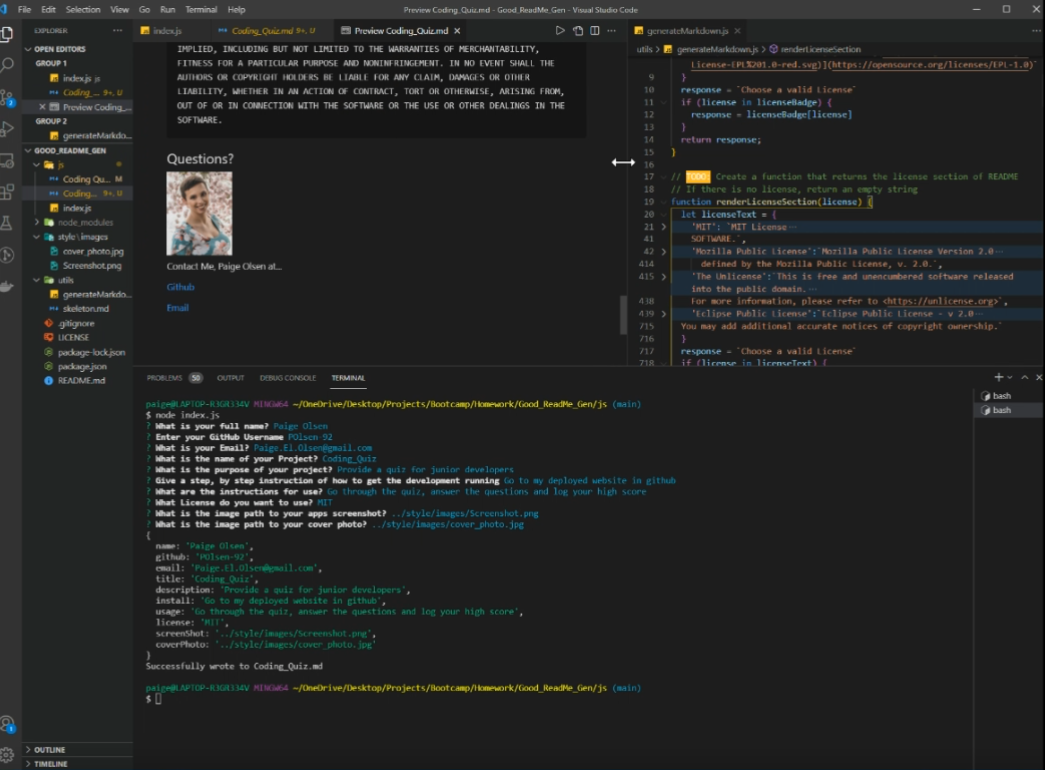 File Edit Selection View Go Run Terminal Help
Preview Coding_Quiz.md - Good_ReadMe_Gen - Visual Studio Code
EXPLORER
OPEN EDITORS
GROUP 1
index.js
Coding_... 9+, U
Preview Coding_...
GROUP 2
generateMarkdo...
GOOD_README_GEN
js
Coding Qu... M
Coding... 9+, U
index.js
node_modules
style\images
cover_photo.jpg
Screenshot.png
utils
generateMarkdo...
skeleton.md
.gitignore
LICENSE
package-lock.json
package.json
README.md
OUTLINE
TIMELINE
index.js
Coding_Quiz.md 9+, U
Preview Coding_Quiz.md
IMPLIED, INCLUDING BUT NOT LIMITED TO THE WARRANTIES OF MERCHANTABILITY,
FITNESS FOR A PARTICULAR PURPOSE AND NONINFRINGEMENT. IN NO EVENT SHALL THE
AUTHORS OR COPYRIGHT HOLDERS BE LIABLE FOR ANY CLAIM, DAMAGES OR OTHER
LIABILITY, WHETHER IN AN ACTION OF CONTRACT, TORT OR OTHERWISE, ARISING FROM,
OUT OF OR IN CONNECTION WITH THE SOFTWARE OR THE USE OR OTHER DEALINGS IN THE
SOFTWARE.
Questions?
Contact Me, Paige Olsen at...
Github
Email
generateMarkdown.js
utils > generateMarkdown.js > renderLicenseSection
License-EPL%201.0-red.svg)](https://opensource.org/licenses/EPL-1.0)`
9 }
10 response = `Choose a valid License`
11 if (license in licenseBadge) {
12 response = licenseBadge[license]
13 }
14 return response;
15 }
16
17 // TODO: Create a function that returns the license section of README
18 // If there is no license, return an empty string
19 function renderLicenseSection(license) {
20 let licenseText = {
21 'MIT': `MIT License…
41 SOFTWARE.`,
42 'Mozilla Public License':`Mozilla Public License Version 2.0…
414 defined by the Mozilla Public License, v. 2.0.`,
415 'The Unlicense':`This is free and unencumbered software released
into the public domain.…
438 For more information, please refer to <https://unlicense.org>`,
439 'Eclipse Public License':`Eclipse Public License - v 2.0…
715 You may add additional accurate notices of copyright ownership.`
716 }
717 response = `Choose a valid License`
718 if (license in licenseText) {
PROBLEMS 50 OUTPUT DEBUG CONSOLE TERMINAL
bash
bash
paige@LAPTOP-R3GR334V MINGW64 ~/OneDrive/Desktop/Projects/Bootcamp/Homework/Good_ReadMe_Gen/js (main)
$ node index.js
? What is your full name? Paige Olsen
? Enter your GitHub Username POlsen-92
? What is your Email? Paige.El.Olsen@gmail.com
? What is the name of your Project? Coding_Quiz
? What is the purpose of your project? Provide a quiz for junior developers
? Give a step, by step instruction of how to get the development running Go to my deployed website in github
? What are the instructions for use? Go through the quiz, answer the questions and log your high score
? What License do you want to use? MIT
? What is the image path to your apps screenshot? ../style/images/Screenshot.png
? What is the image path to your cover photo? ../style/images/cover_photo.jpg
{
name: 'Paige Olsen',
github: 'POlsen-92',
email: 'Paige.El.Olsen@gmail.com',
title: 'Coding_Quiz',
description: 'Provide a quiz for junior developers',
install: 'Go to my deployed website in github',
usage: 'Go through the quiz, answer the questions and log your high score',
license: 'MIT',
screenShot: '../style/images/Screenshot.png',
coverPhoto: '../style/images/cover_photo.jpg'
}
Successfully wrote to Coding_Quiz.md
paige@LAPTOP-R3GR334V MINGW64 ~/OneDrive/Desktop/Projects/Bootcamp/Homework/Good_ReadMe_Gen/js (main)
$